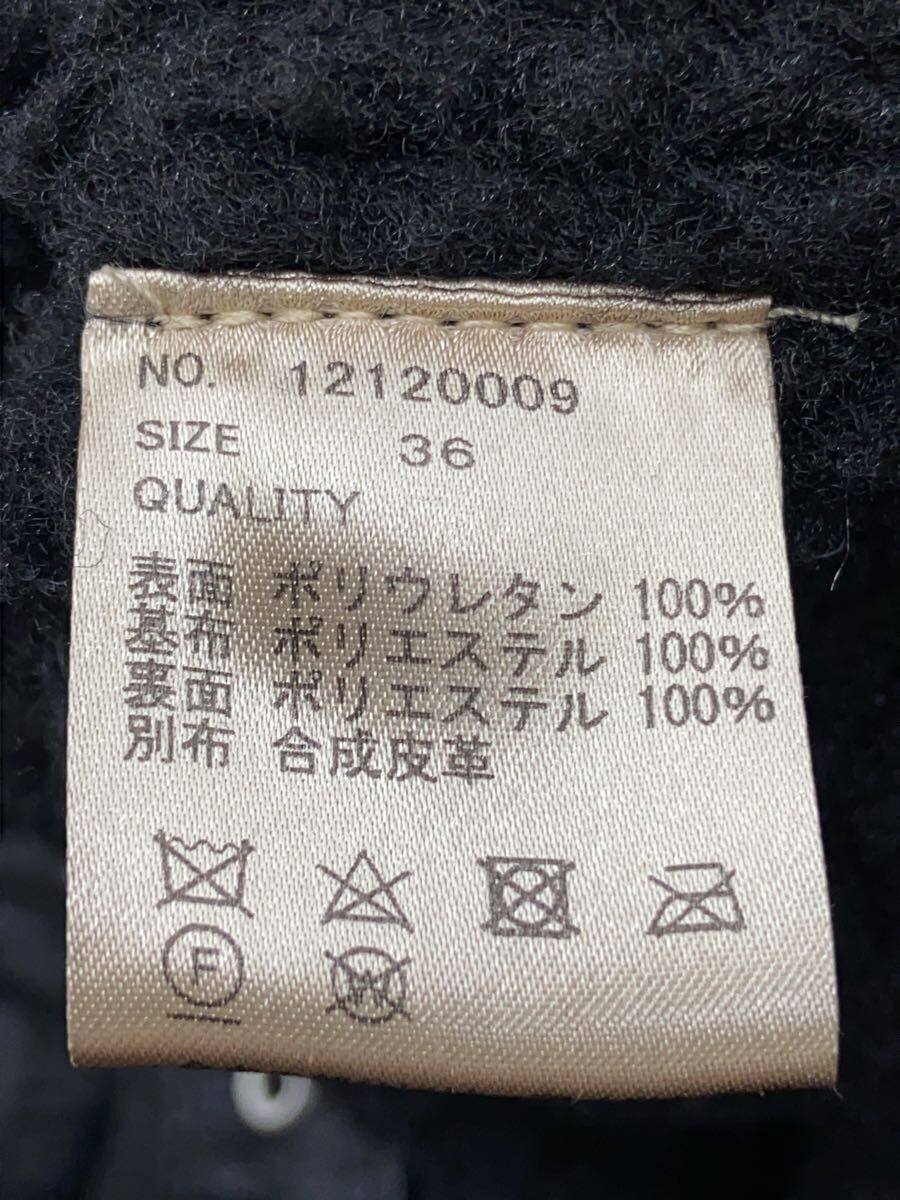 NO. 12120009
SIZE 36
QUALITY
表面 ポリウレタン 100%
基布 ポリエステル 100%
裏面 ポリエステル 100%
別布 合成皮革
F
W